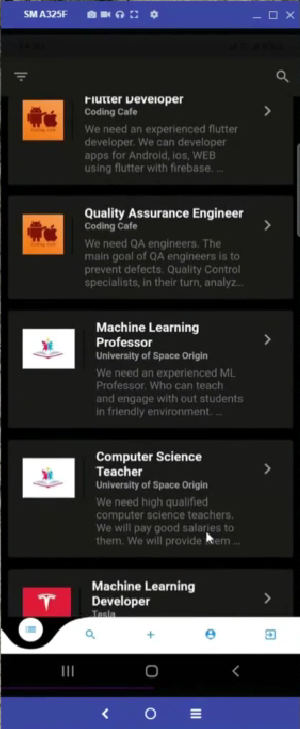 SM A325F
Flutter Developer
Coding Cafe
We need an experienced flutter
developer. We can developer
apps for Android, ios, WEB
using flutter with firebase. ...
Quality Assurance Engineer
Coding Cafe
We need QA engineers. The
main goal of QA engineers is to
prevent defects. Quality Control
specialists, in their turn, analyz...
Machine Learning
Professor
University of Space Origin
We need an experienced ML
Professor. Who can teach
and engage with out students
in friendly environment. ...
Computer Science
Teacher
University of Space Origin
We need high qualified
computer science teachers.
We will pay good salaries to
them. We will provide them ...
Machine Learning
Developer
Tesla